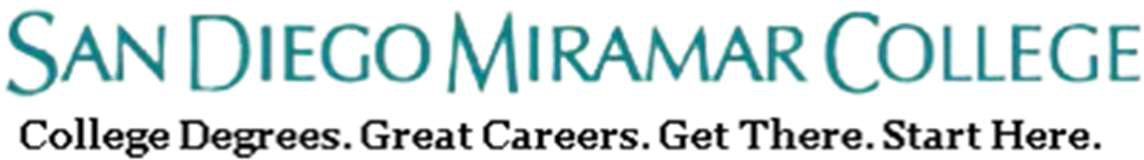 SAN DIEGO MIRAMAR COLLEGE
College Degrees. Great Careers. Get There. Start Here.